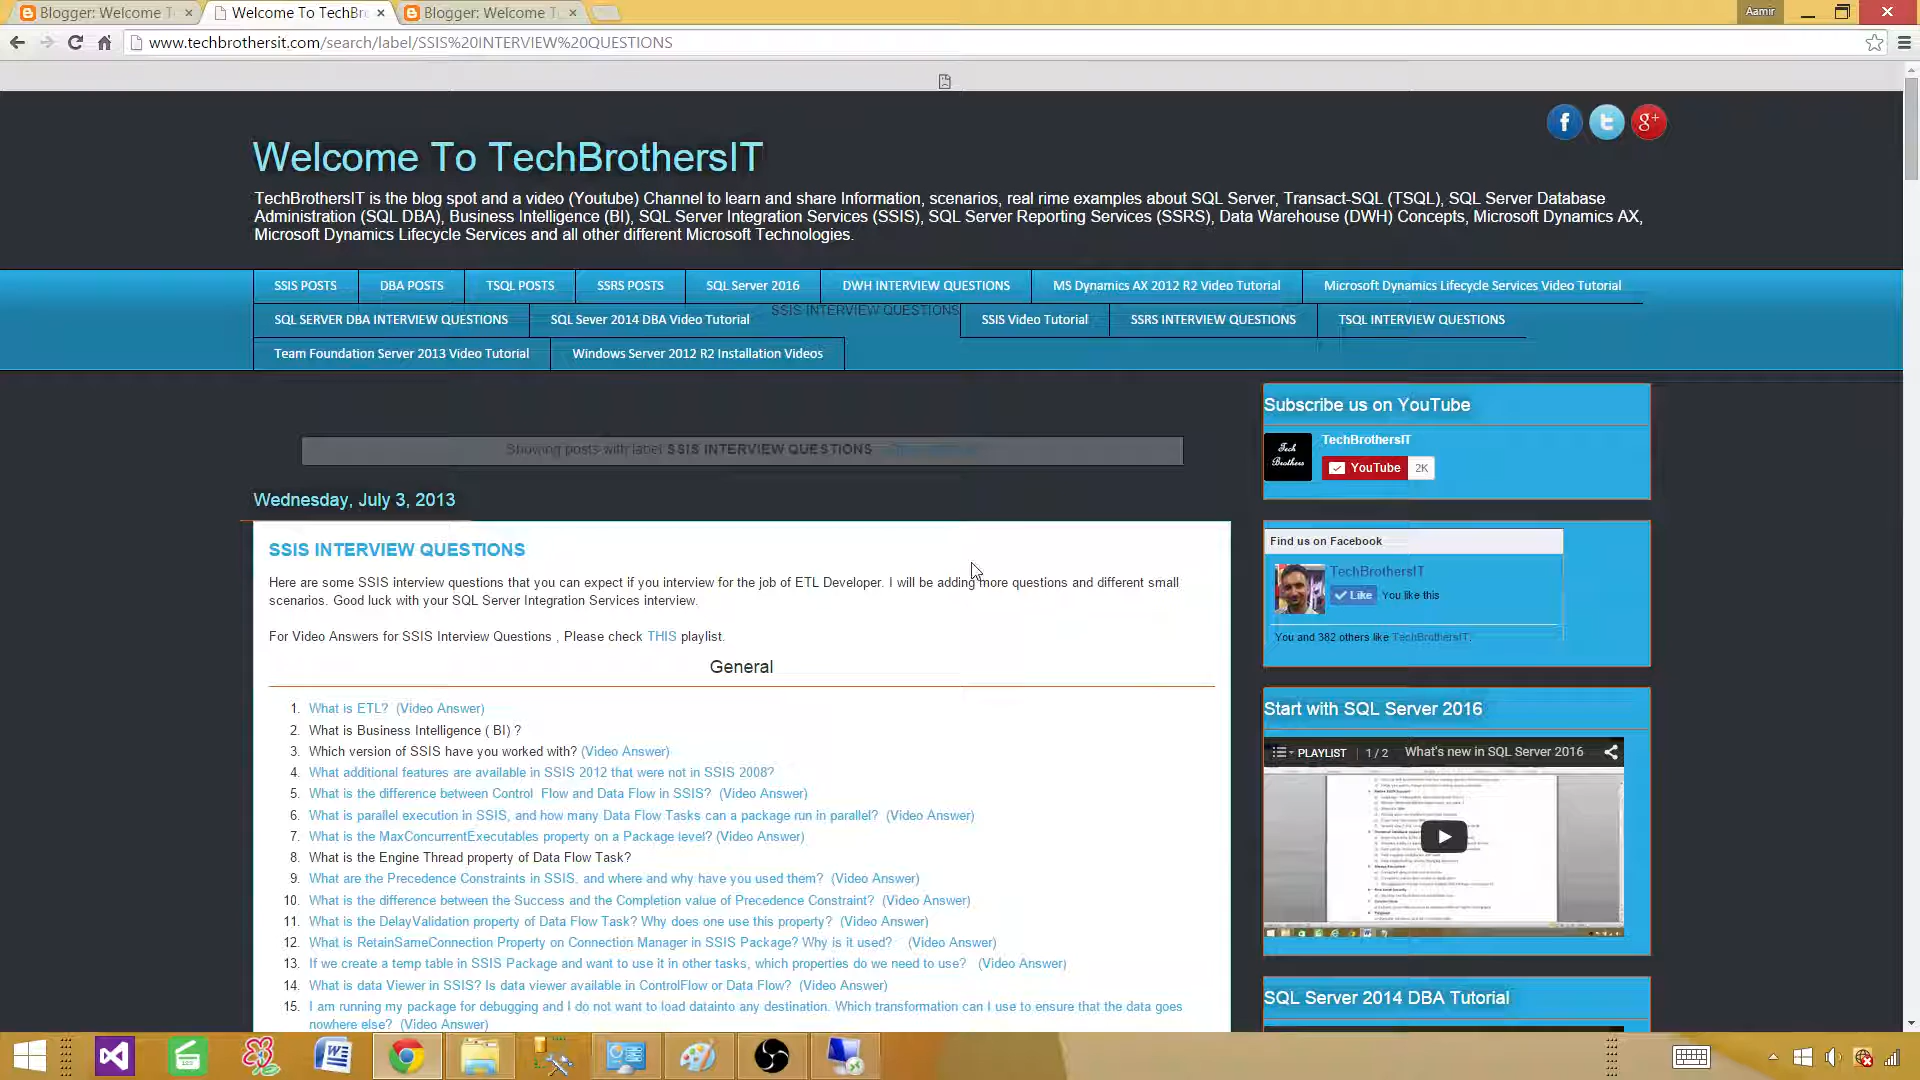 Blogger: Welcome T
Welcome To TechBr
Blogger: Welcome T
Aamir
www.techbrothersit.com/search/label/SSIS%20INTERVIEW%20QUESTIONS
Welcome To TechBrothersIT
TechBrothersIT is the blog spot and a video (Youtube) Channel to learn and share Information, scenarios, real rime examples about SQL Server, Transact-SQL (TSQL), SQL Server Database
Administration (SQL DBA), Business Intelligence (BI), SQL Server Integration Services (SSIS), SQL Server Reporting Services (SSRS), Data Warehouse (DWH) Concepts, Microsoft Dynamics AX,
Microsoft Dynamics Lifecycle Services and all other different Microsoft Technologies.
SSIS POSTS DBA POSTS TSQL POSTS SSRS POSTS SQL Server 2016 DWH INTERVIEW QUESTIONS MS Dynamics AX 2012 R2 Video Tutorial Microsoft Dynamics Lifecycle Services Video Tutorial
SQL SERVER DBA INTERVIEW QUESTIONS SQL Sever 2014 DBA Video Tutorial SSIS INTERVIEW QUESTIONS SSIS Video Tutorial SSRS INTERVIEW QUESTIONS TSQL INTERVIEW QUESTIONS
Team Foundation Server 2013 Video Tutorial Windows Server 2012 R2 Installation Videos
Showing posts with label SSIS INTERVIEW QUESTIONS
Wednesday, July 3, 2013
SSIS INTERVIEW QUESTIONS
Here are some SSIS interview questions that you can expect if you interview for the job of ETL Developer. I will be adding more questions and different small
scenarios. Good luck with your SQL Server Integration Services interview.
For Video Answers for SSIS Interview Questions , Please check THIS playlist.
General
1. What is ETL? (Video Answer)
2. What is Business Intelligence ( BI) ?
3. Which version of SSIS have you worked with? (Video Answer)
4. What additional features are available in SSIS 2012 that were not in SSIS 2008?
5. What is the difference between Control Flow and Data Flow in SSIS? (Video Answer)
6. What is parallel execution in SSIS, and how many Data Flow Tasks can a package run in parallel? (Video Answer)
7. What is the MaxConcurrentExecutables property on a Package level? (Video Answer)
8. What is the Engine Thread property of Data Flow Task?
9. What are the Precedence Constraints in SSIS, and where and why have you used them? (Video Answer)
10. What is the difference between the Success and the Completion value of Precedence Constraint? (Video Answer)
11. What is the DelayValidation property of Data Flow Task? Why does one use this property? (Video Answer)
12. What is RetainSameConnection Property on Connection Manager in SSIS Package? Why is it used? (Video Answer)
13. If we create a temp table in SSIS Package and want to use it in other tasks, which properties do we need to use? (Video Answer)
14. What is data Viewer in SSIS? Is data viewer available in ControlFlow or Data Flow? (Video Answer)
15. I am running my package for debugging and I do not want to load datainto any destination. Which transformation can I use to ensure that the data goes
nowhere else? (Video Answer)
Subscribe us on YouTube
Tech Brothers
TechBrothersIT
YouTube 2K
Find us on Facebook
TechBrothersIT
Like You like this
You and 382 others like TechBrothersIT.
Start with SQL Server 2016
PLAYLIST 1 / 2 What's new in SQL Server 2016
SQL Server 2014 DBA Tutorial